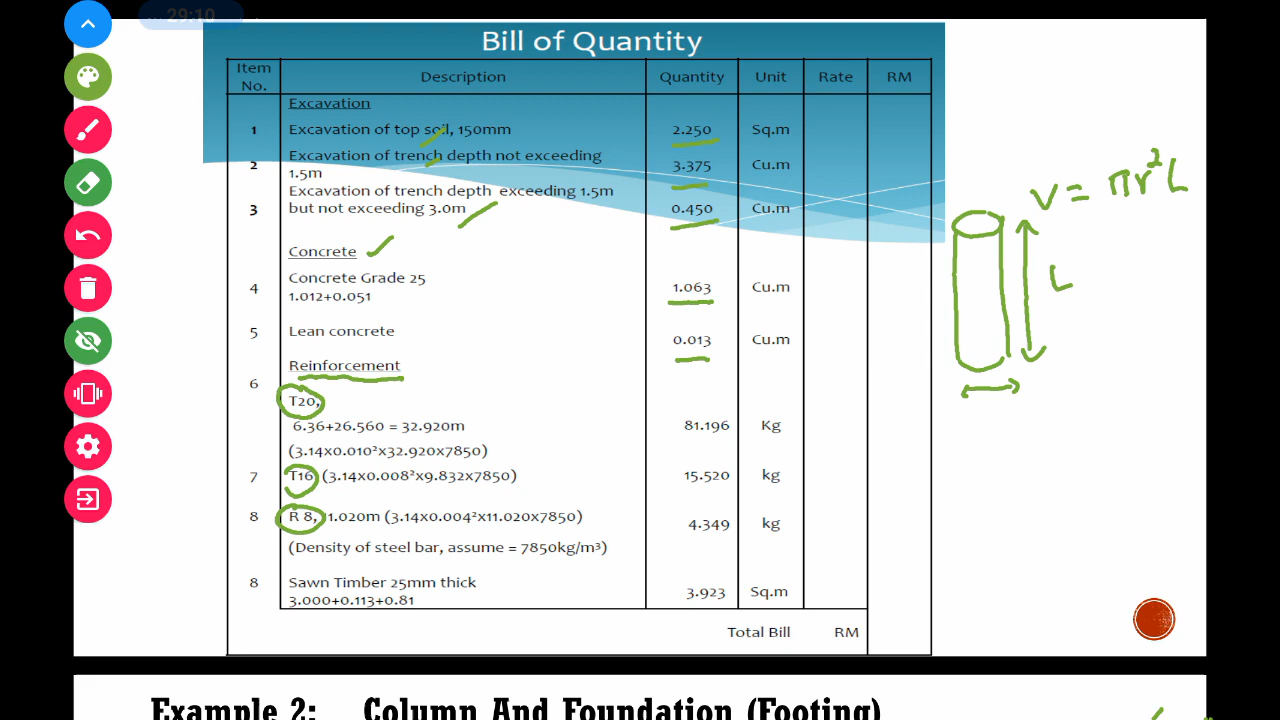 29:10
Bill of Quantity
Item No. Description Quantity Unit Rate RM
Excavation
1 Excavation of top soil, 150mm 2.250 Sq.m
2 Excavation of trench depth not exceeding 1.5m 3.375 Cu.m
3 Excavation of trench depth exceeding 1.5m but not exceeding 3.0m 0.450 Cu.m
Concrete
4 Concrete Grade 25 1.063 Cu.m
1.012+0.051
5 Lean concrete 0.013 Cu.m
Reinforcement
6
T20,
6.36+26.560 = 32.920m 81.196 Kg
(3.14x0.010²x32.920x7850)
7 T16 (3.14x0.008²x9.832x7850) 15.520 kg
8 R 8, 11.020m (3.14x0.004²x11.020x7850) 4.349 kg
(Density of steel bar, assume = 7850kg/m³)
8 Sawn Timber 25mm thick 3.923 Sq.m
3.000+0.113+0.81
Total Bill RM
V = πr²L
L
Example 2: Column And Foundation (Footing)